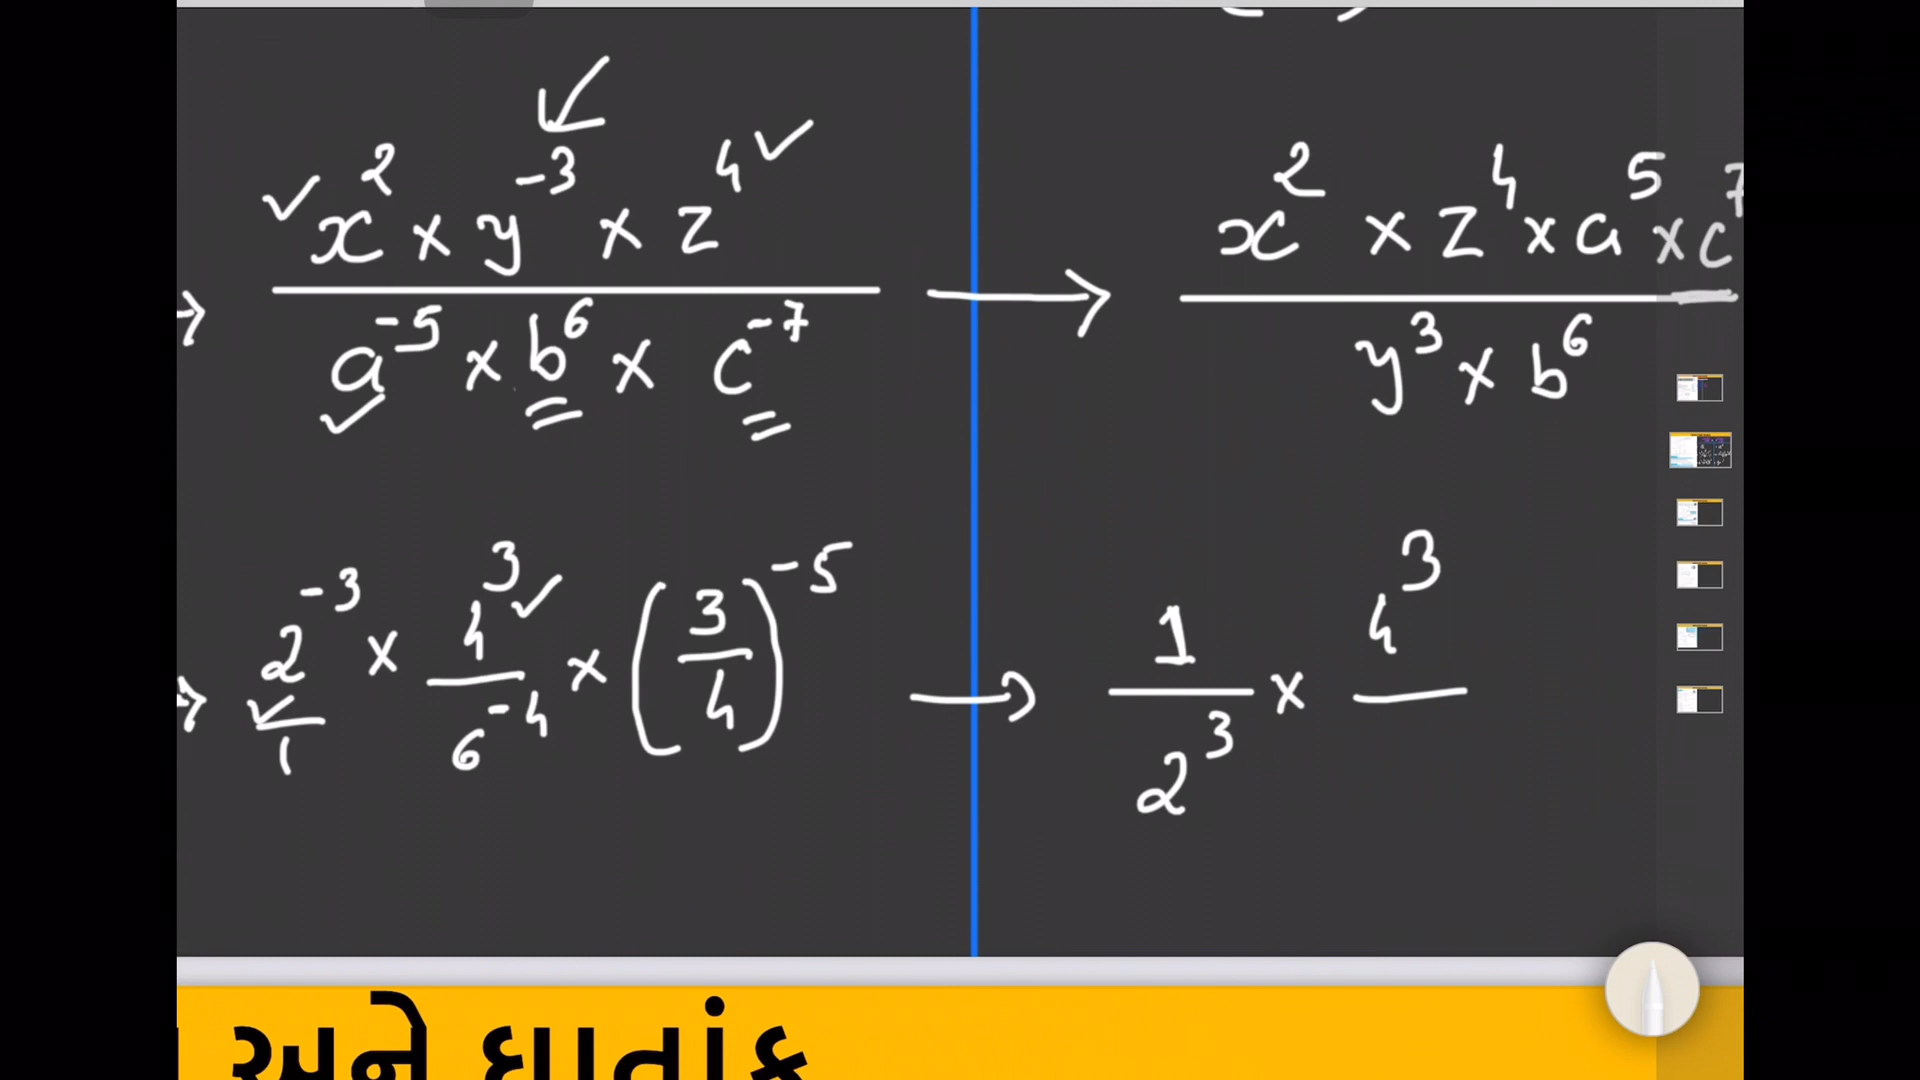 x² × y⁻³ × z⁴
a⁻⁵ × b⁶ × c⁻⁷
→
x² × z⁴ × a⁵ × c⁷
y³ × b⁶
2⁻³/1 × 4³/6⁻⁴ × (3/4)⁻⁵ → 1/2³ × 4³
અને ઘાતાંક